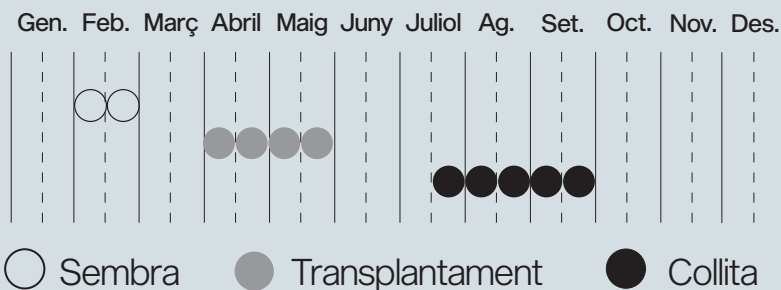 Gen. Feb. Març Abril Maig Juny Juliol Ag. Set. Oct. Nov. Des.
Sembra Transplantament Collita